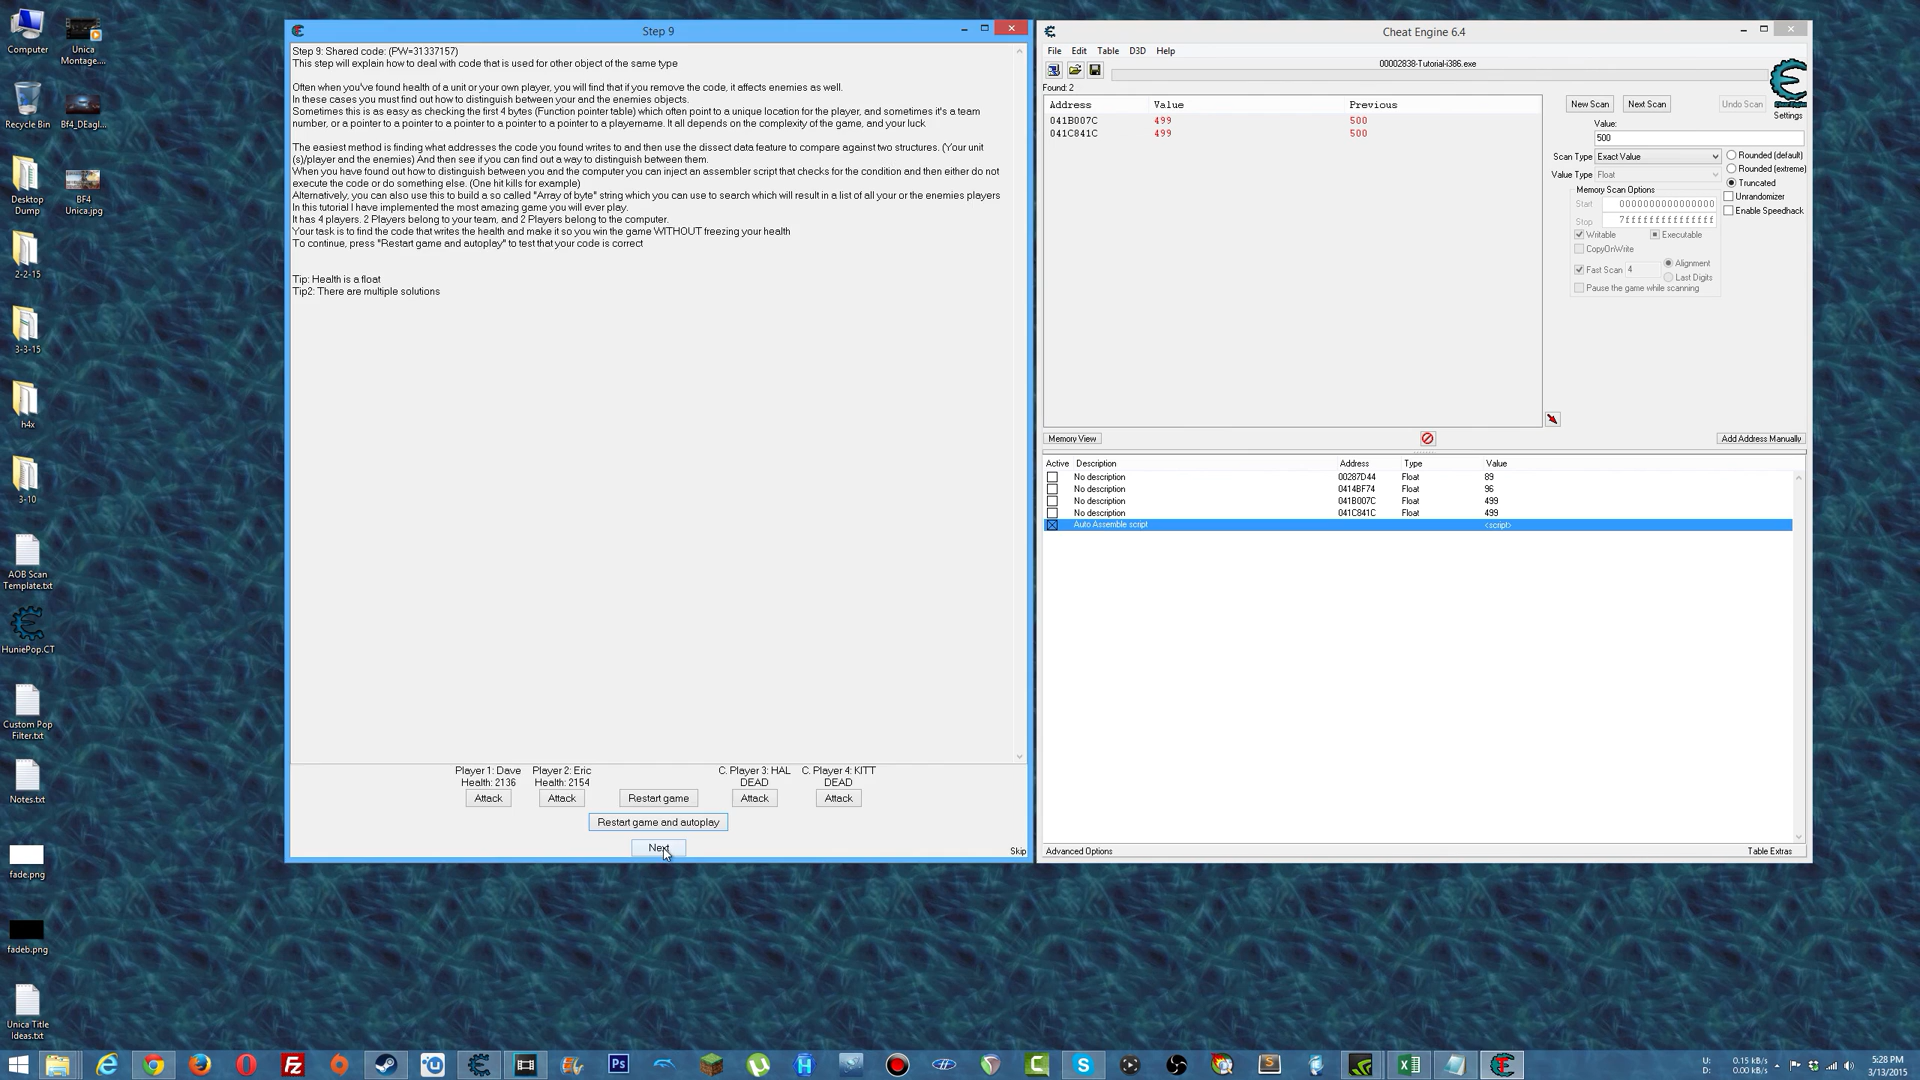 Computer
Unica Montage....
Recycle Bin
Bf4_DEagl...
Desktop Dump
BF4 Unica.jpg
2-2-15
3-3-15
h4x
3-10
AOB Scan Template.txt
HuniePop.CT
Custom Pop Filter.txt
Notes.txt
fade.png
fadeb.png
Unica Title Ideas.txt
Step 9
Step 9: Shared code: (PW=31337157)
This step will explain how to deal with code that is used for other object of the same type
Often when you've found health of a unit or your own player, you will find that if you remove the code, it affects enemies as well.
In these cases you must find out how to distinguish between your and the enemies objects.
Sometimes this is as easy as checking the first 4 bytes (Function pointer table) which often point to a unique location for the player, and sometimes it's a team
number, or a pointer to a pointer to a pointer to a pointer to a pointer to a playername. It all depends on the complexity of the game, and your luck
The easiest method is finding what addresses the code you found writes to and then use the dissect data feature to compare against two structures. (Your unit
(s)/player and the enemies) And then see if you can find out a way to distinguish between them.
When you have found out how to distinguish between you and the computer you can inject an assembler script that checks for the condition and then either do not
execute the code or do something else. (One hit kills for example)
Alternatively, you can also use this to build a so called "Array of byte" string which you can use to search which will result in a list of all your or the enemies players
In this tutorial I have implemented the most amazing game you will ever play.
It has 4 players. 2 Players belong to your team, and 2 Players belong to the computer.
Your task is to find the code that writes the health and make it so you win the game WITHOUT freezing your health
To continue, press "Restart game and autoplay" to test that your code is correct
Tip: Health is a float
Tip2: There are multiple solutions
Player 1: Dave Player 2: Eric C. Player 3: HAL C. Player 4: KITT
Health: 2136 Health: 2154 DEAD DEAD
Attack Attack Restart game Attack Attack
Restart game and autoplay
Next
Skip
Cheat Engine 6.4
File Edit Table D3D Help
00002838-Tutorial-i386.exe
Found: 2
Address Value Previous
041B007C 499 500
041C841C 499 500
New Scan Next Scan Undo Scan
Cheat Engine
Settings
Value:
500
Scan Type Exact Value
Value Type Float
Rounded (default)
Rounded (extreme)
Truncated
Memory Scan Options
Unrandomizer
Enable Speedhack
Start 0000000000000000
Stop 7fffffffffffffff
Writable Executable
CopyOnWrite
Fast Scan 4 Alignment
Last Digits
Pause the game while scanning
Memory View Add Address Manually
Active Description Address Type Value
No description 00287D44 Float 89
No description 0414BF74 Float 96
No description 041B007C Float 499
No description 041C841C Float 499
Auto Assemble script <script>
Advanced Options Table Extras
U: 0.15 kB/s
D: 0.00 kB/s
5:28 PM
3/13/2015